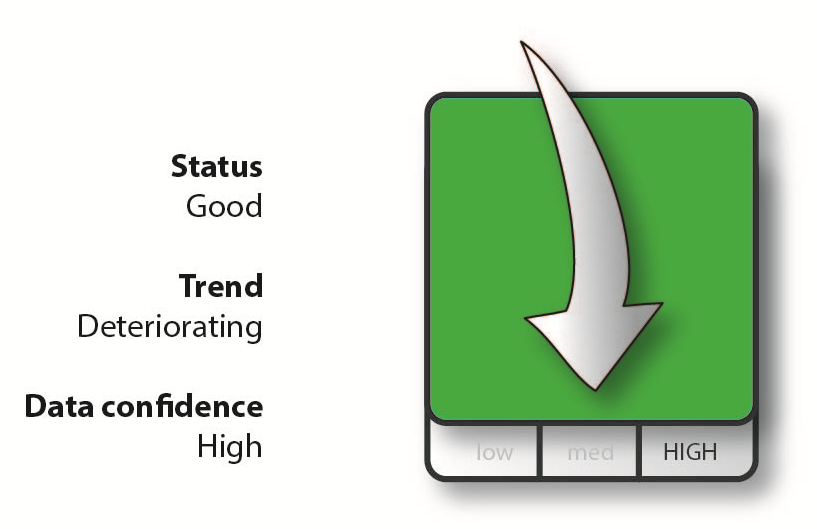 Status
Good
Trend
Deteriorating
Data confidence
High
low med HIGH